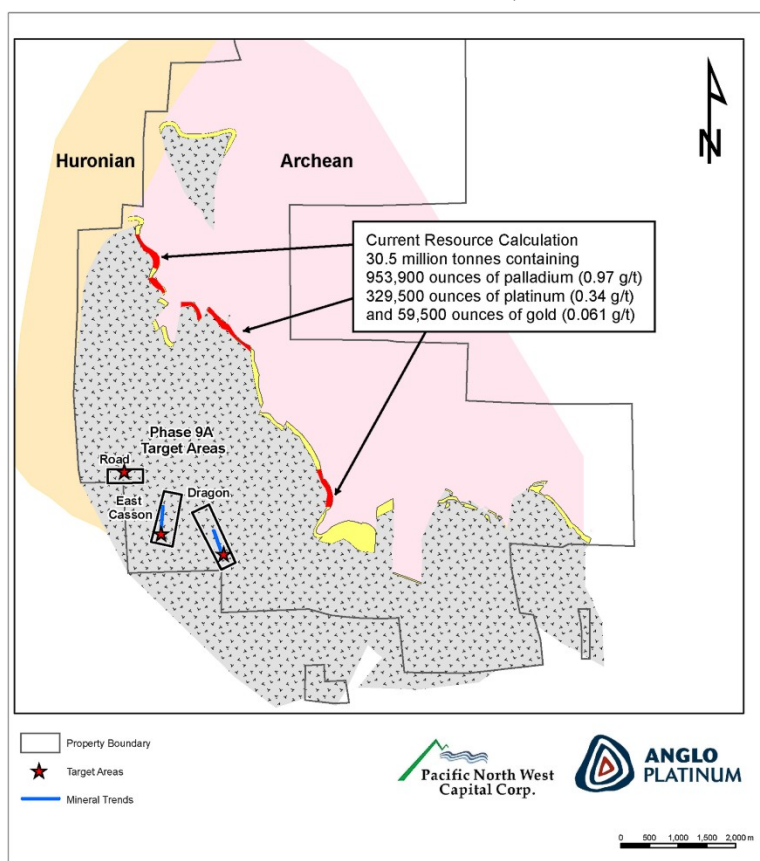 N
Huronian
Archean
Current Resource Calculation
30.5 million tonnes containing
953,900 ounces of palladium (0.97 g/t)
329,500 ounces of platinum (0.34 g/t)
and 59,500 ounces of gold (0.061 g/t)
Phase 9A
Target Areas
Road
East
Casson
Dragon
Property Boundary
Target Areas
Mineral Trends
Pacific North West
Capital Corp.
ANGLO
PLATINUM
0 500 1,000 1,500 2,000 m